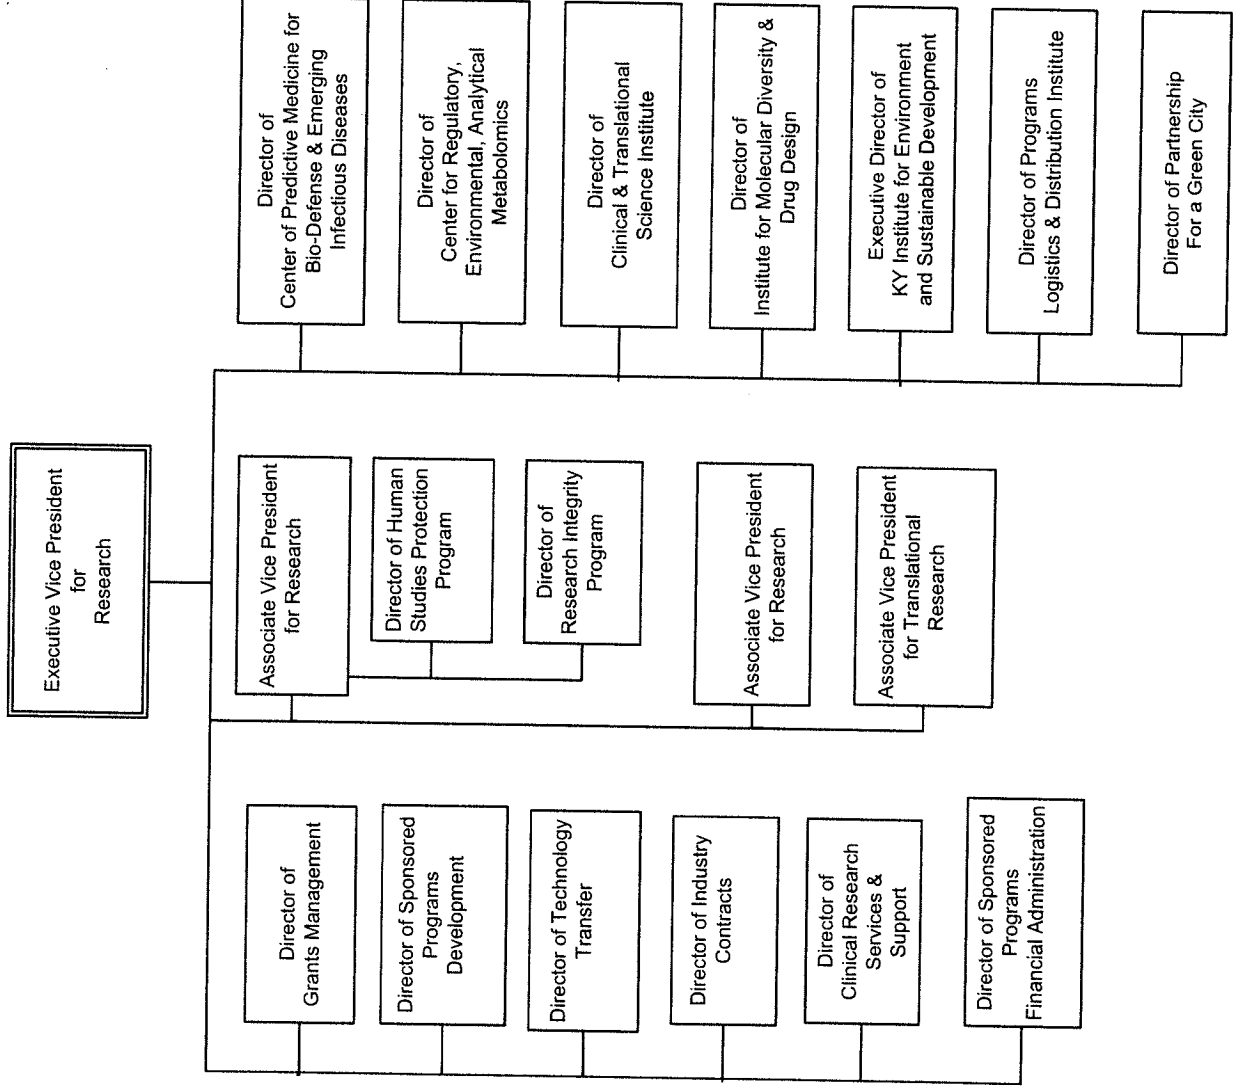 Executive Vice President
for
Research
Director of
Grants Management
Director of Sponsored
Programs
Development
Director of Technology
Transfer
Director of Industry
Contracts
Director of
Clinical Research
Services &
Support
Director of Sponsored
Programs
Financial Administration
Associate Vice President
for Research
Director of Human
Studies Protection
Program
Director of
Research Integrity
Program
Associate Vice President
for Research
Associate Vice President
for Translational
Research
Director of
Center of Predictive Medicine for
Bio-Defense & Emerging
Infectious Diseases
Director of
Center for Regulatory,
Environmental, Analytical
Metabolomics
Director of
Clinical & Translational
Science Institute
Director of
Institute for Molecular Diversity &
Drug Design
Executive Director of
KY Institute for Environment
and Sustainable Development
Director of Programs
Logistics & Distribution Institute
Director of Partnership
For a Green City